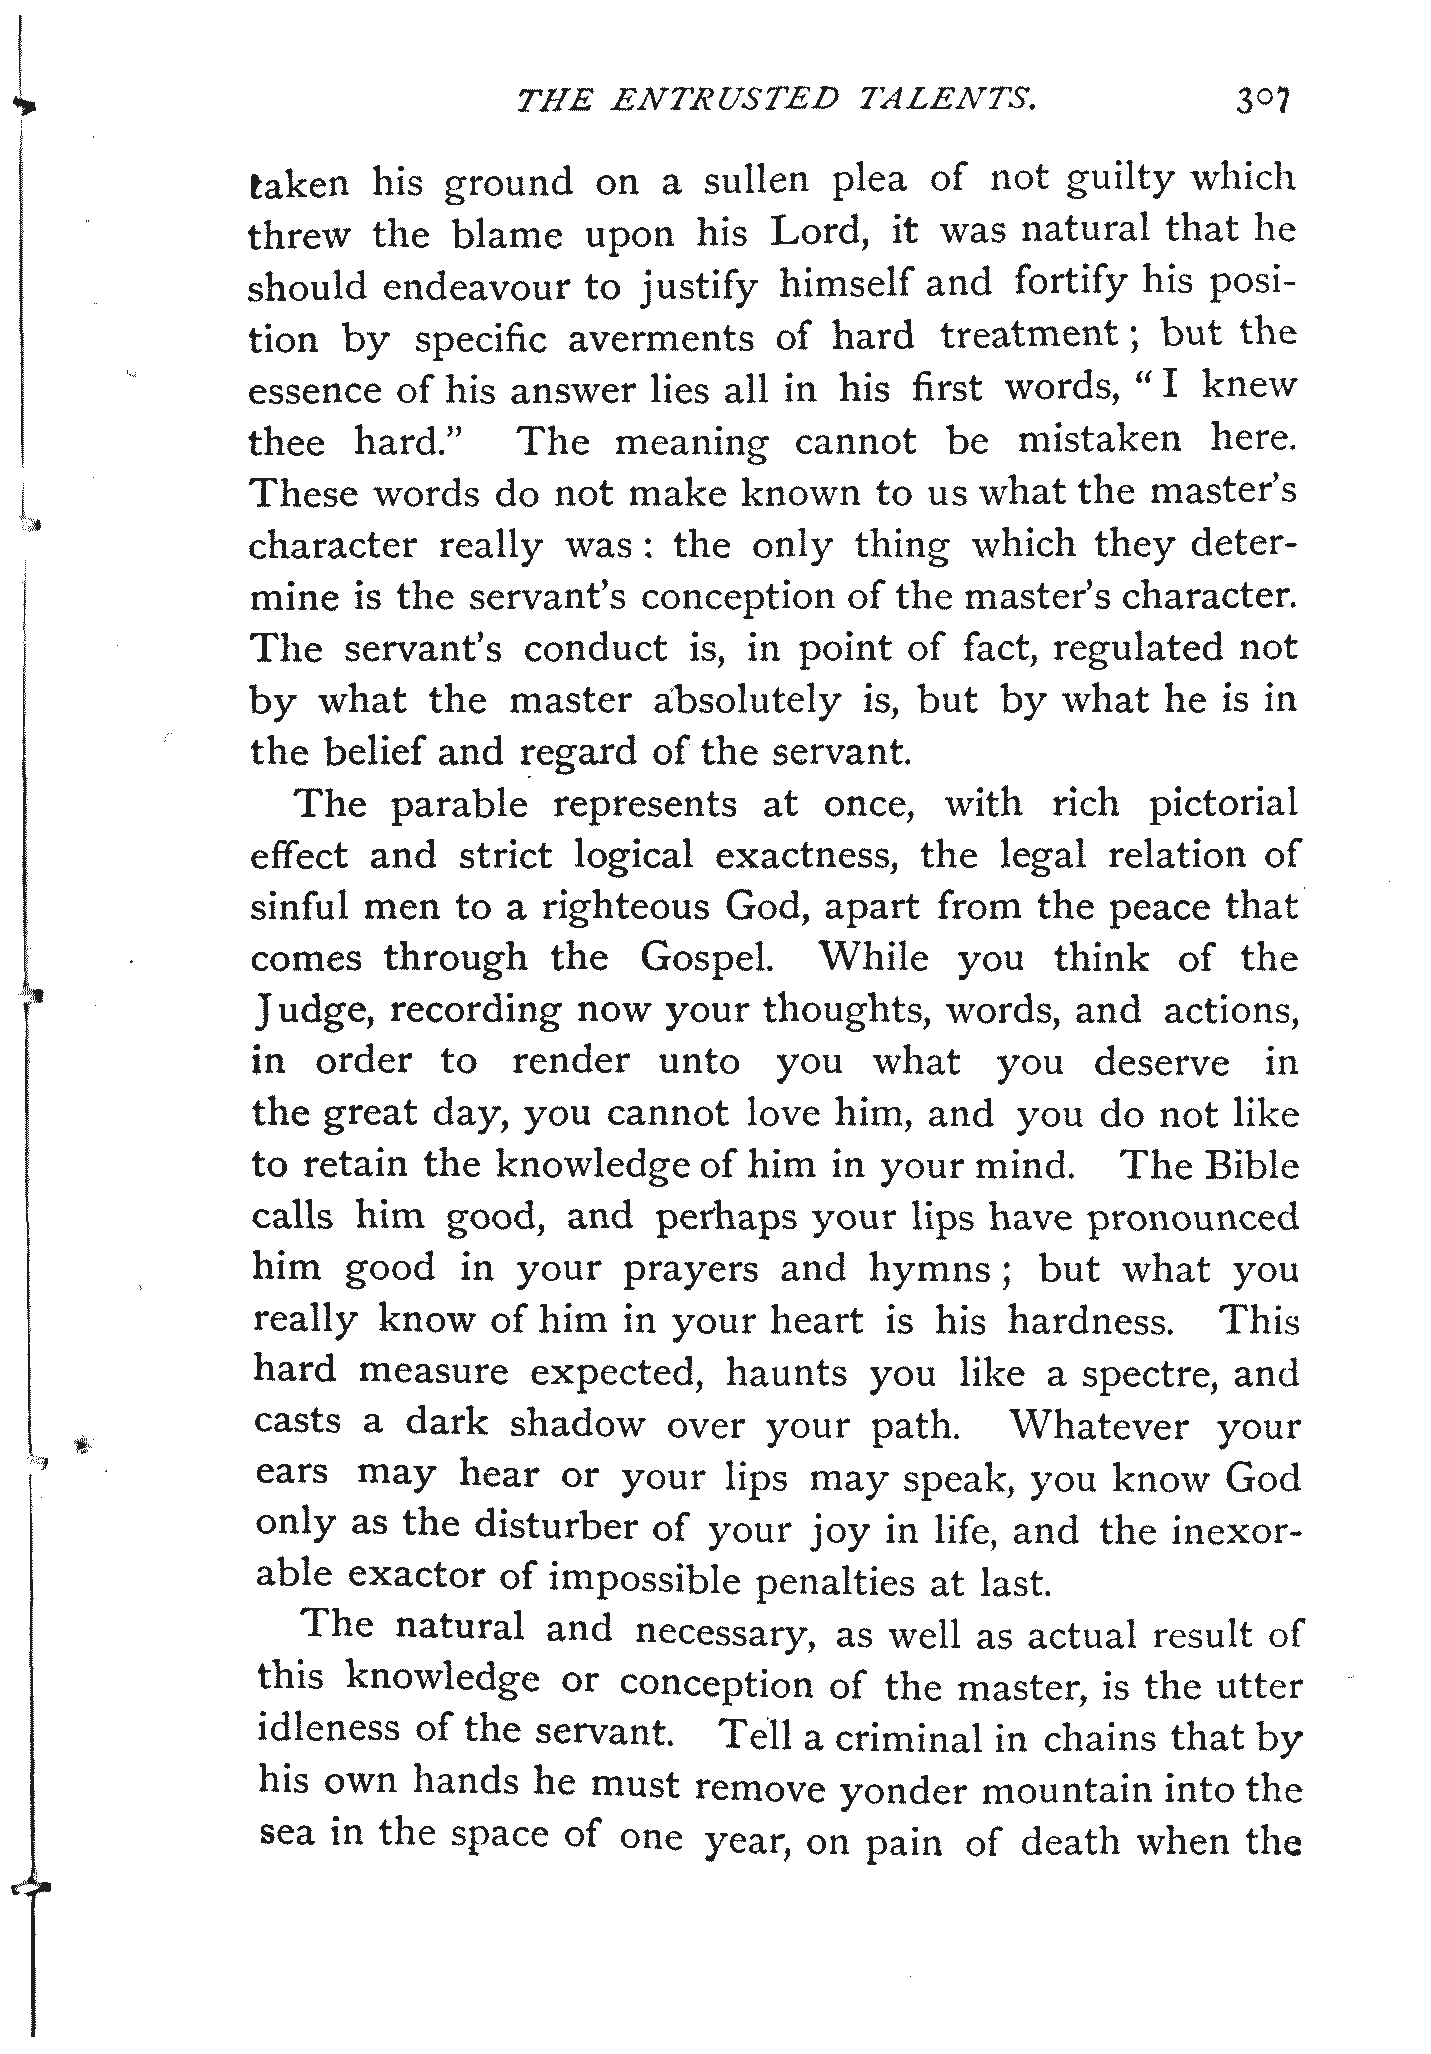 THE ENTRUSTED TALENTS. 307
taken his ground on a sullen plea of not guilty which
threw the blame upon his Lord, it was natural that he
should endeavour to justify himself and fortify his posi-
tion by specific averments of hard treatment ; but the
essence of his answer lies all in his first words, “ I knew
thee hard.” The meaning cannot be mistaken here.
These words do not make known to us what the master’s
character really was : the only thing which they deter-
mine is the servant’s conception of the master’s character.
The servant’s conduct is, in point of fact, regulated not
by what the master absolutely is, but by what he is in
the belief and regard of the servant.
The parable represents at once, with rich pictorial
effect and strict logical exactness, the legal relation of
sinful men to a righteous God, apart from the peace that
comes through the Gospel. While you think of the
Judge, recording now your thoughts, words, and actions,
in order to render unto you what you deserve in
the great day, you cannot love him, and you do not like
to retain the knowledge of him in your mind. The Bible
calls him good, and perhaps your lips have pronounced
him good in your prayers and hymns ; but what you
really know of him in your heart is his hardness. This
hard measure expected, haunts you like a spectre, and
casts a dark shadow over your path. Whatever your
ears may hear or your lips may speak, you know God
only as the disturber of your joy in life, and the inexor-
able exactor of impossible penalties at last.
The natural and necessary, as well as actual result of
this knowledge or conception of the master, is the utter
idleness of the servant. Tell a criminal in chains that by
his own hands he must remove yonder mountain into the
sea in the space of one year, on pain of death when the